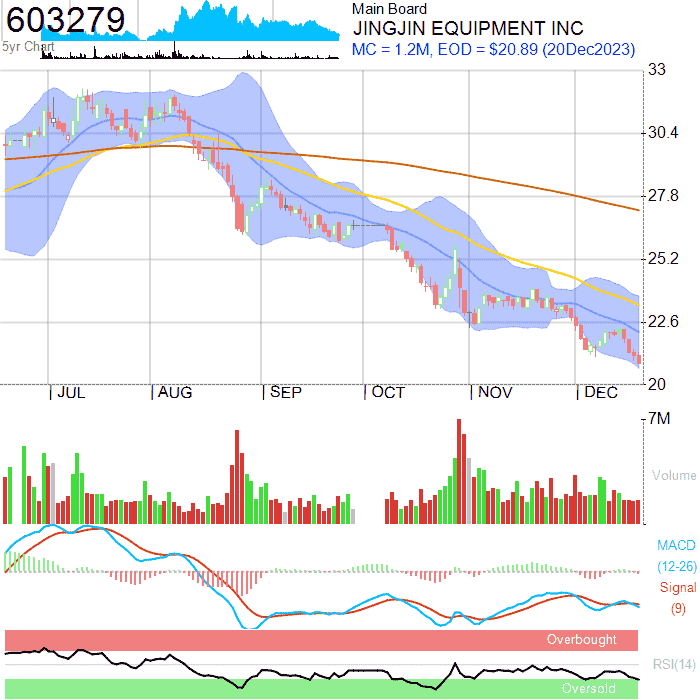 603279
5yr Chart
Main Board
JINGJIN EQUIPMENT INC
MC = 1.2M, EOD = $20.89 (20Dec2023)
33
30.4
27.8
25.2
22.6
20
JUL
AUG
SEP
OCT
NOV
DEC
7M
Volume
MACD
(12-26)
Signal
(9)
Overbought
RSI(14)
Oversold